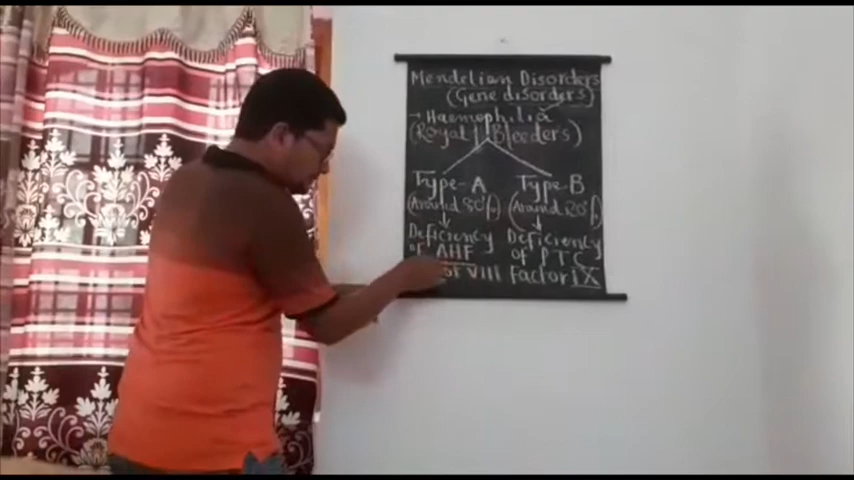 Mendelian Disorders
(Gene disorders)
Haemophilia
(Royal Bleeders)
Type-A Type-B
(Around 80%) (Around 20%)
Deficiency Deficiency
of AHF of PTC
VIII Factor IX